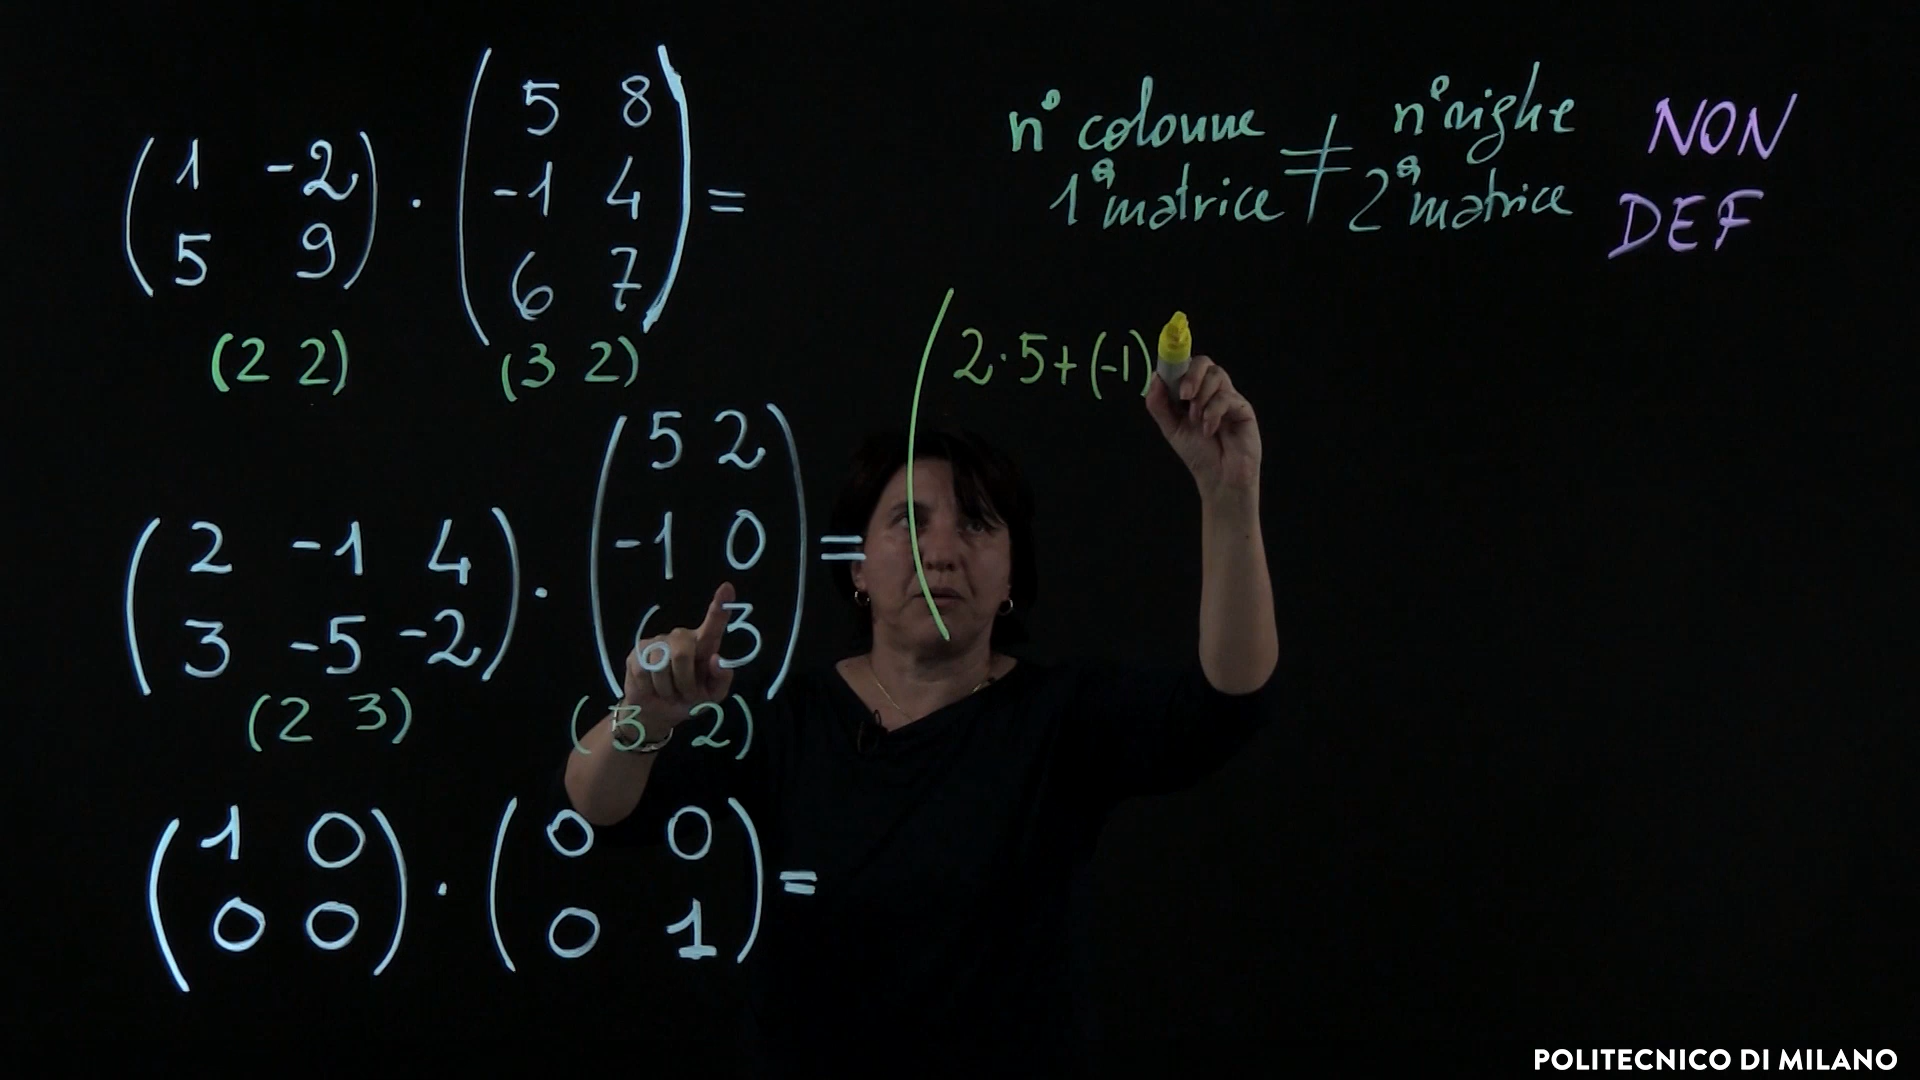 (1 -2
5 9) · (5 8
-1 4
6 7) =
(2 2) (3 2)
n° colonne 1ª matrice ≠ n° righe 2ª matrice
NON
DEF
(2 -1 4
3 -5 -2) · (5 2
-1 0
6 3) = (2·5+(-1)
(2 3) (3 2)
(1 0
0 0) · (0 0
0 1) =
POLITECNICO DI MILANO